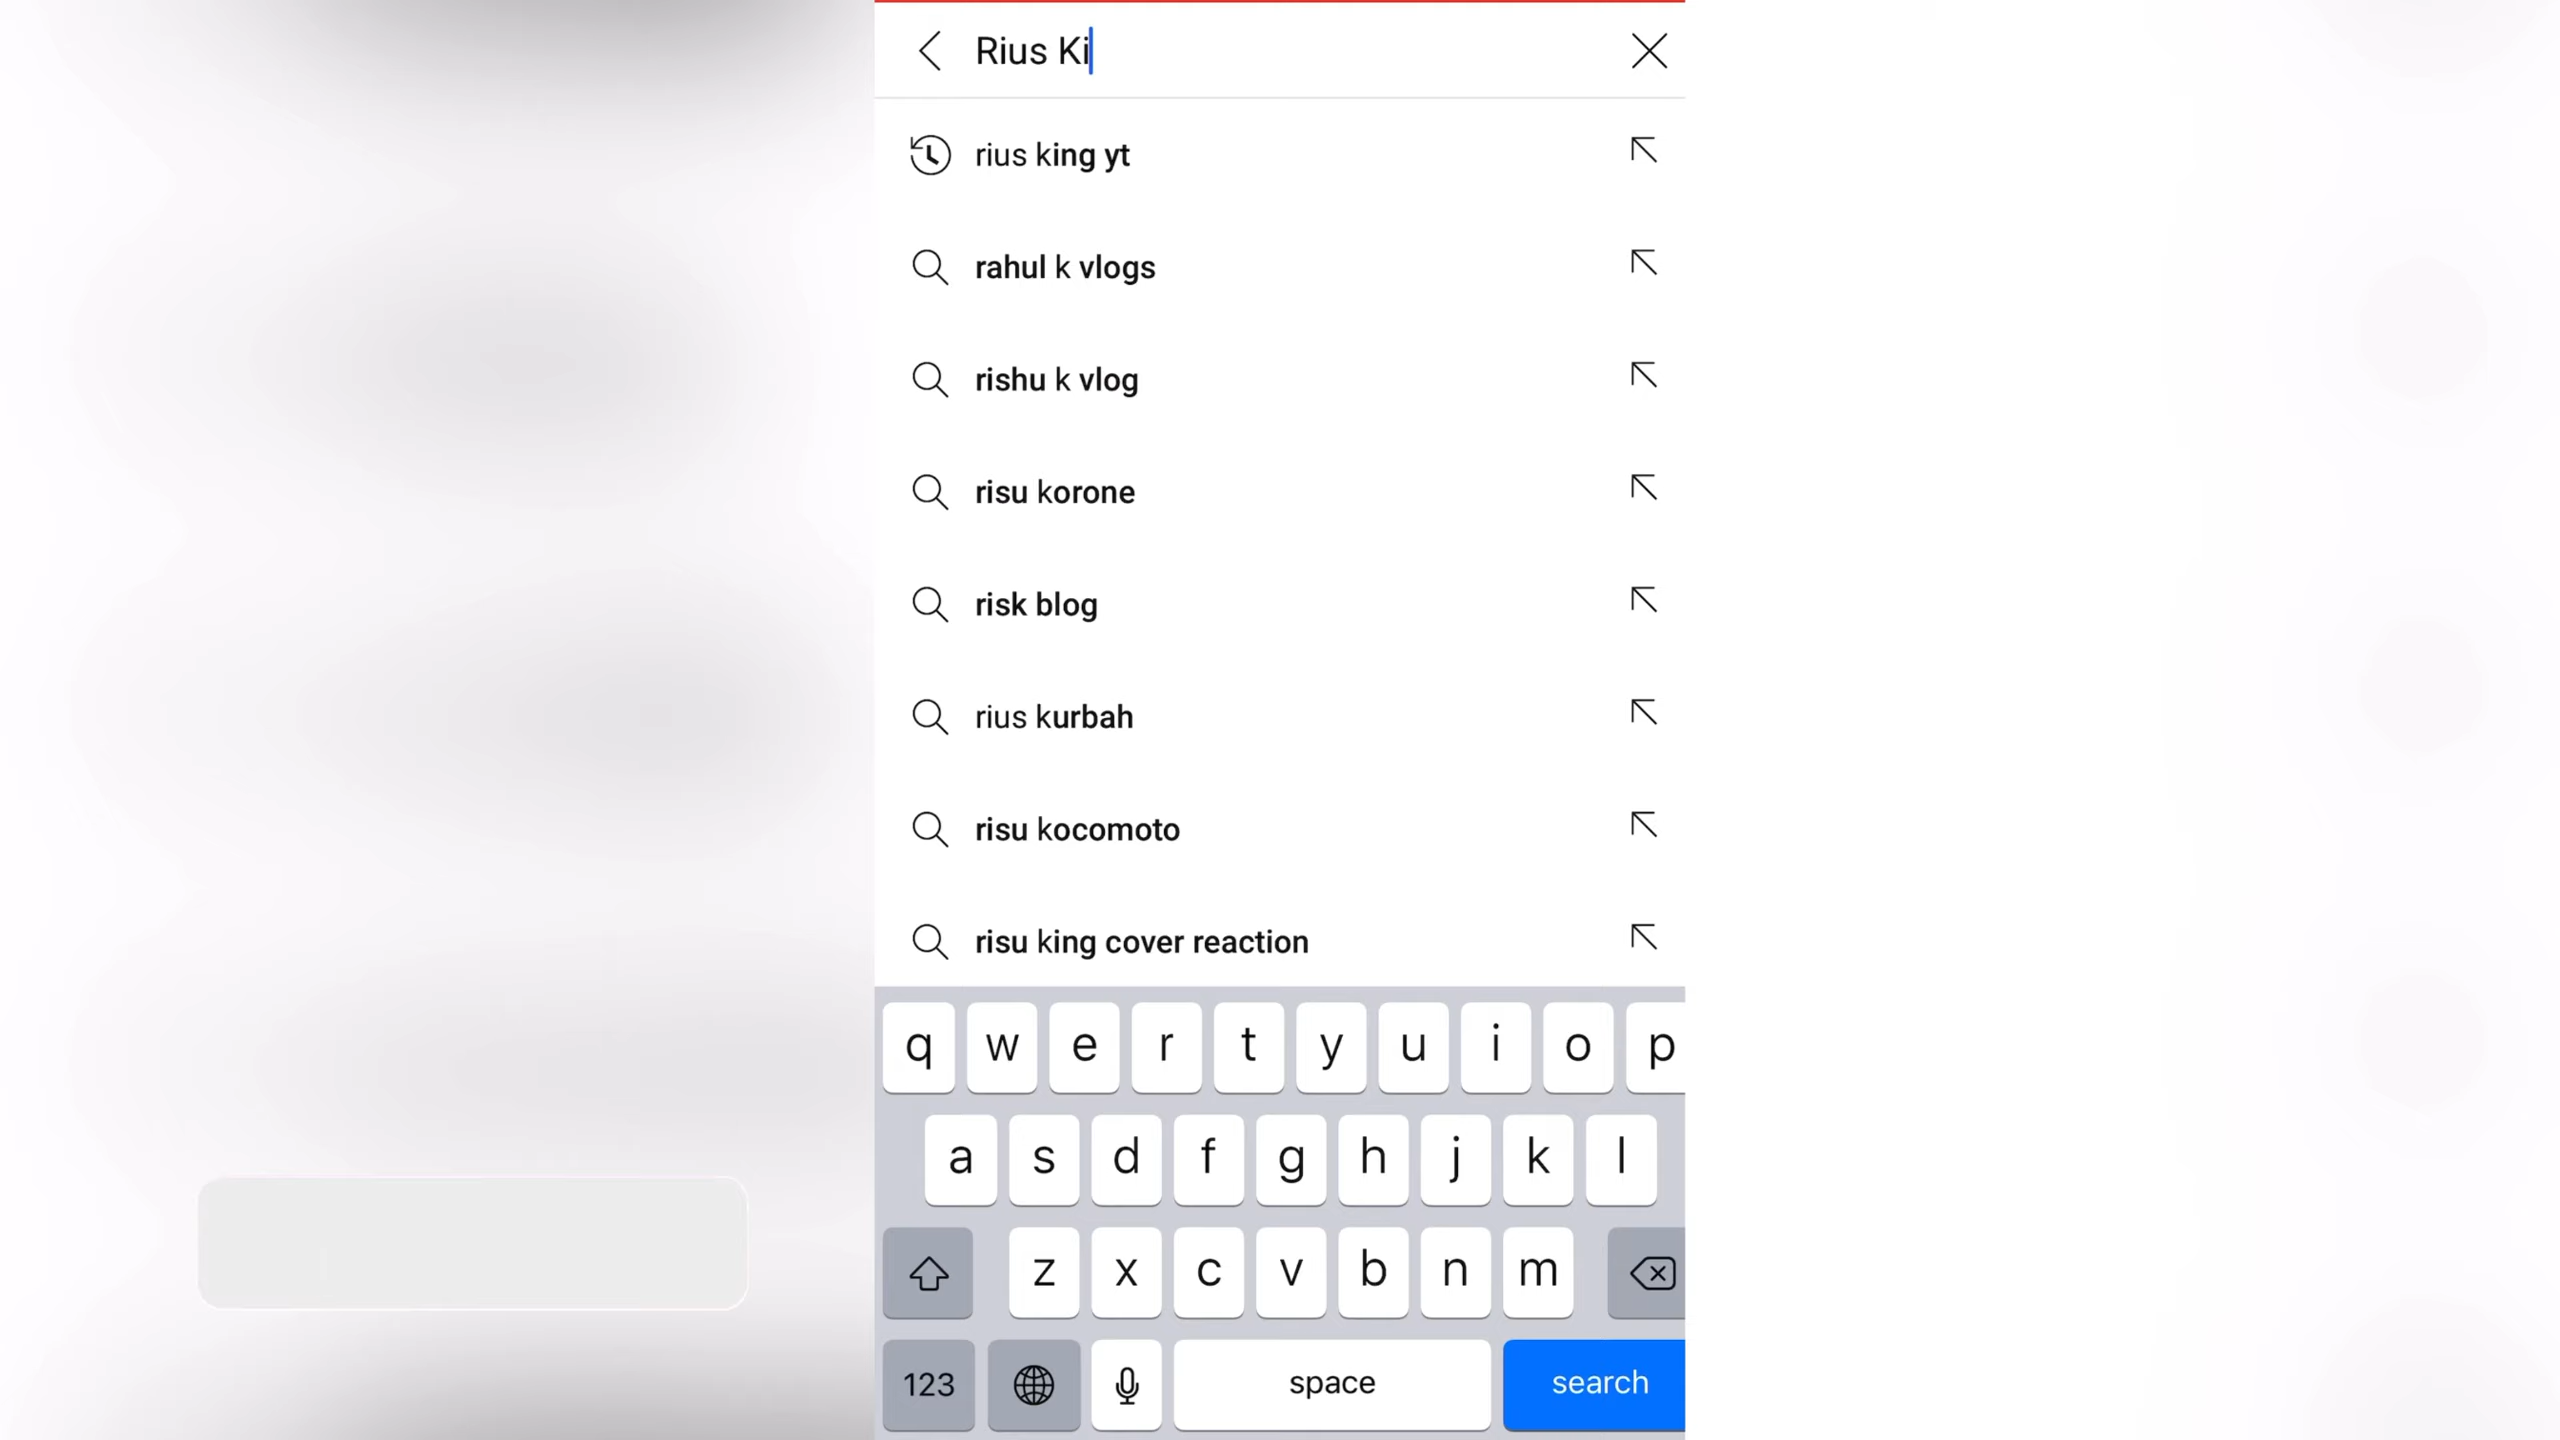 Rius Ki
rius king yt
rahul k vlogs
rishu k vlog
risu korone
risk blog
rius kurbah
risu kocomoto
risu king cover reaction
q w e r t y u i o p
a s d f g h j k l
z x c v b n m
123 space search